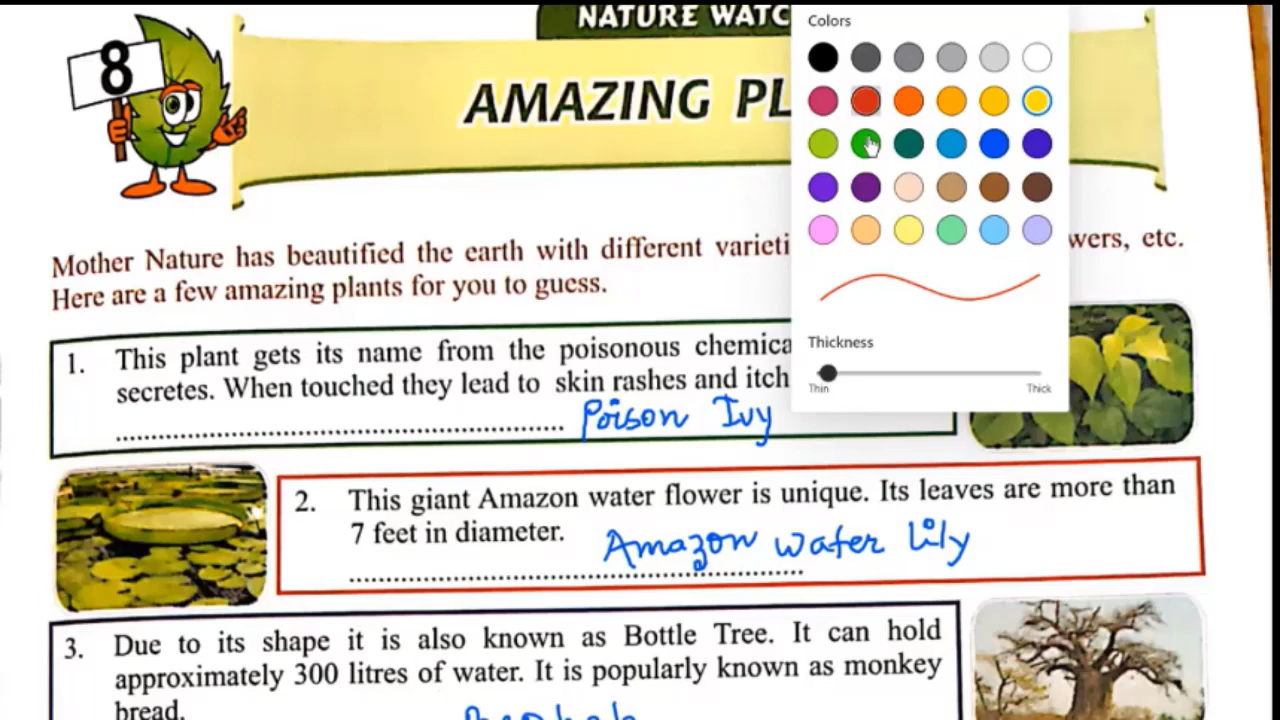 NATURE WATC
8
AMAZING PL
Colors
Mother Nature has beautified the earth with different varieti wers, etc.
Here are a few amazing plants for you to guess.
Thickness
Thin Thick
1. This plant gets its name from the poisonous chemica
secretes. When touched they lead to skin rashes and itch
Poison Ivy
2. This giant Amazon water flower is unique. Its leaves are more than
7 feet in diameter.
Amazon water lily
3. Due to its shape it is also known as Bottle Tree. It can hold
approximately 300 litres of water. It is popularly known as monkey
bread.